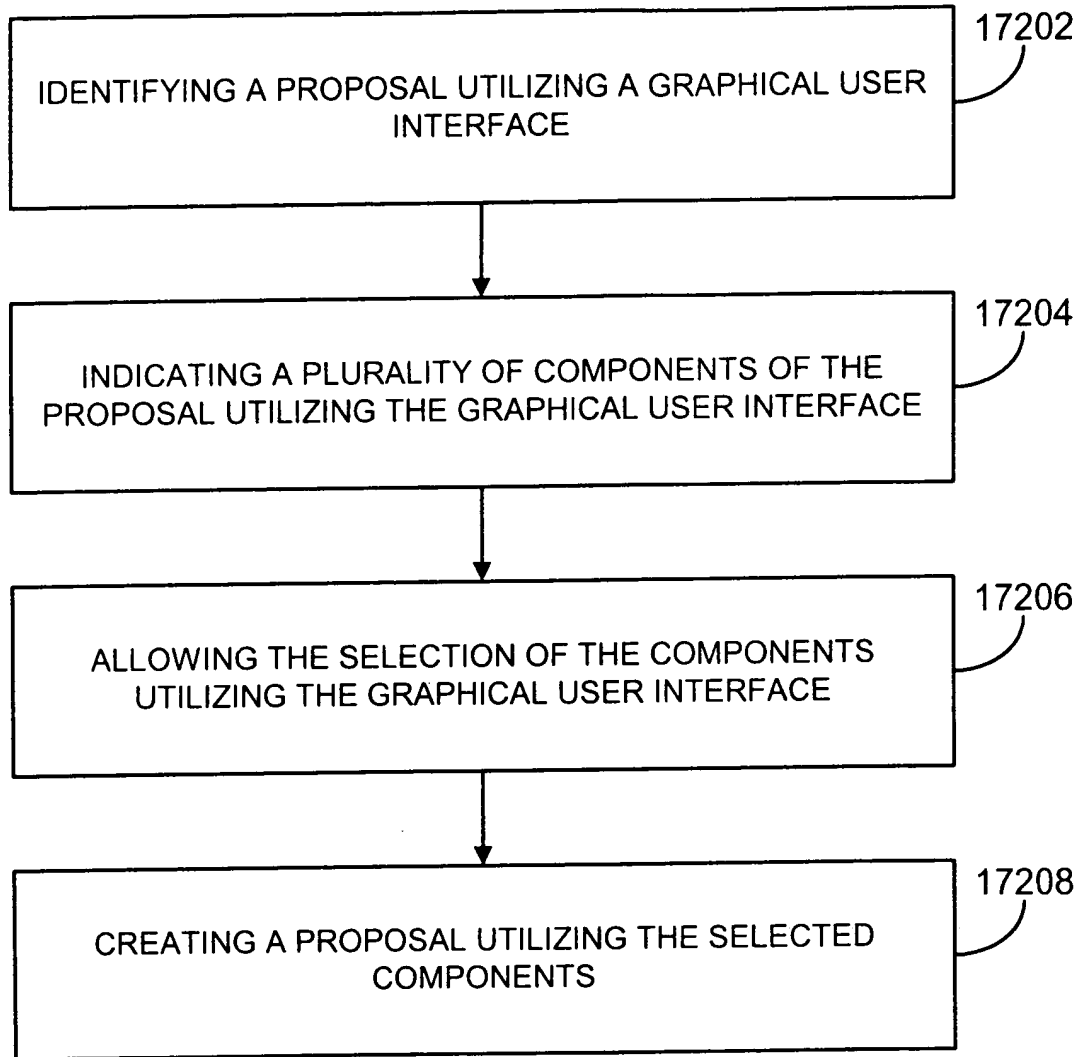 17202
IDENTIFYING A PROPOSAL UTILIZING A GRAPHICAL USER
INTERFACE
17204
INDICATING A PLURALITY OF COMPONENTS OF THE
PROPOSAL UTILIZING THE GRAPHICAL USER INTERFACE
17206
ALLOWING THE SELECTION OF THE COMPONENTS
UTILIZING THE GRAPHICAL USER INTERFACE
17208
CREATING A PROPOSAL UTILIZING THE SELECTED
COMPONENTS